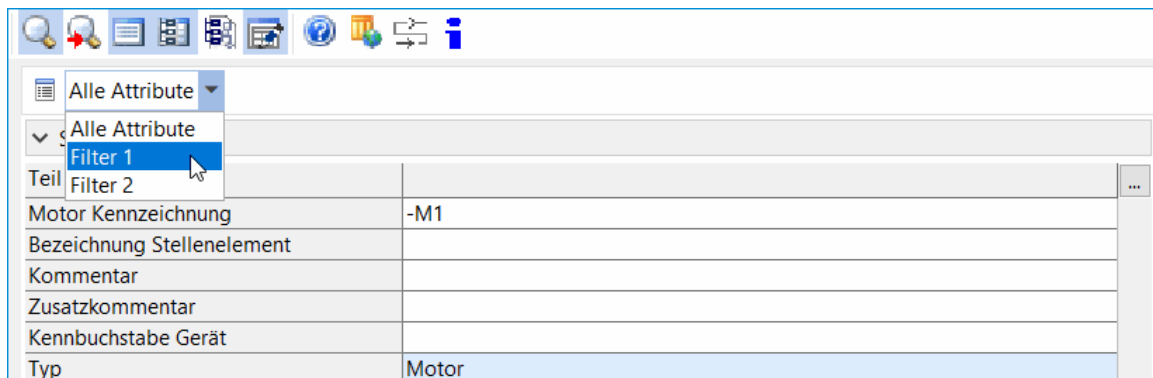 Alle Attribute
Alle Attribute
Filter 1
Filter 2
Teil
...
Motor Kennzeichnung -M1
Bezeichnung Stellenelement
Kommentar
Zusatzkommentar
Kennbuchstabe Gerät
Typ Motor